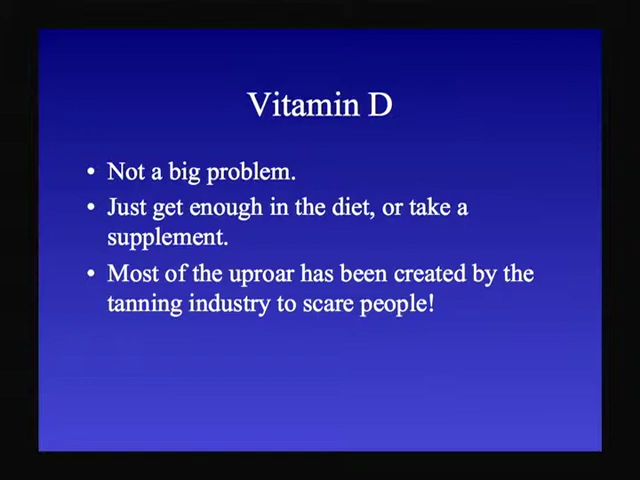 Vitamin D
• Not a big problem.
• Just get enough in the diet, or take a
supplement.
• Most of the uproar has been created by the
tanning industry to scare people!